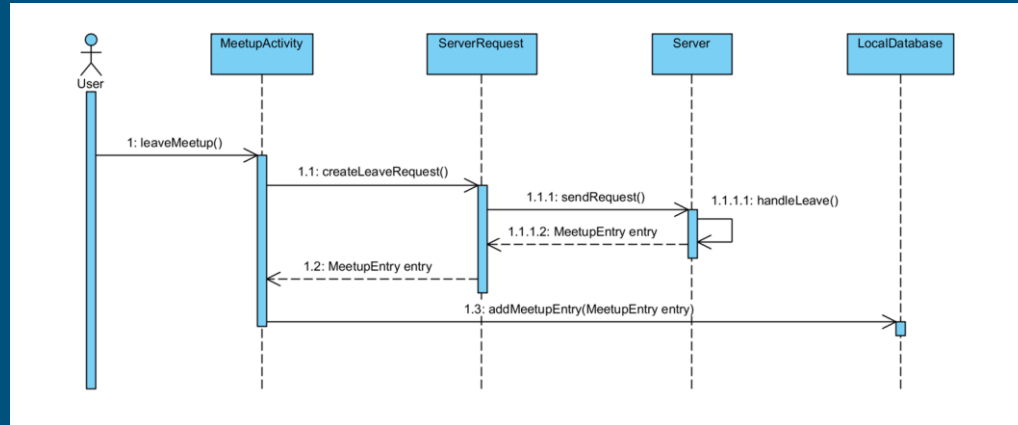 MeetupActivity
ServerRequest
Server
LocalDatabase
User
1: leaveMeetup()
1.1: createLeaveRequest()
1.1.1: sendRequest()
1.1.1.1: handleLeave()
1.1.1.2: MeetupEntry entry
1.2: MeetupEntry entry
1.3: addMeetupEntry(MeetupEntry entry)